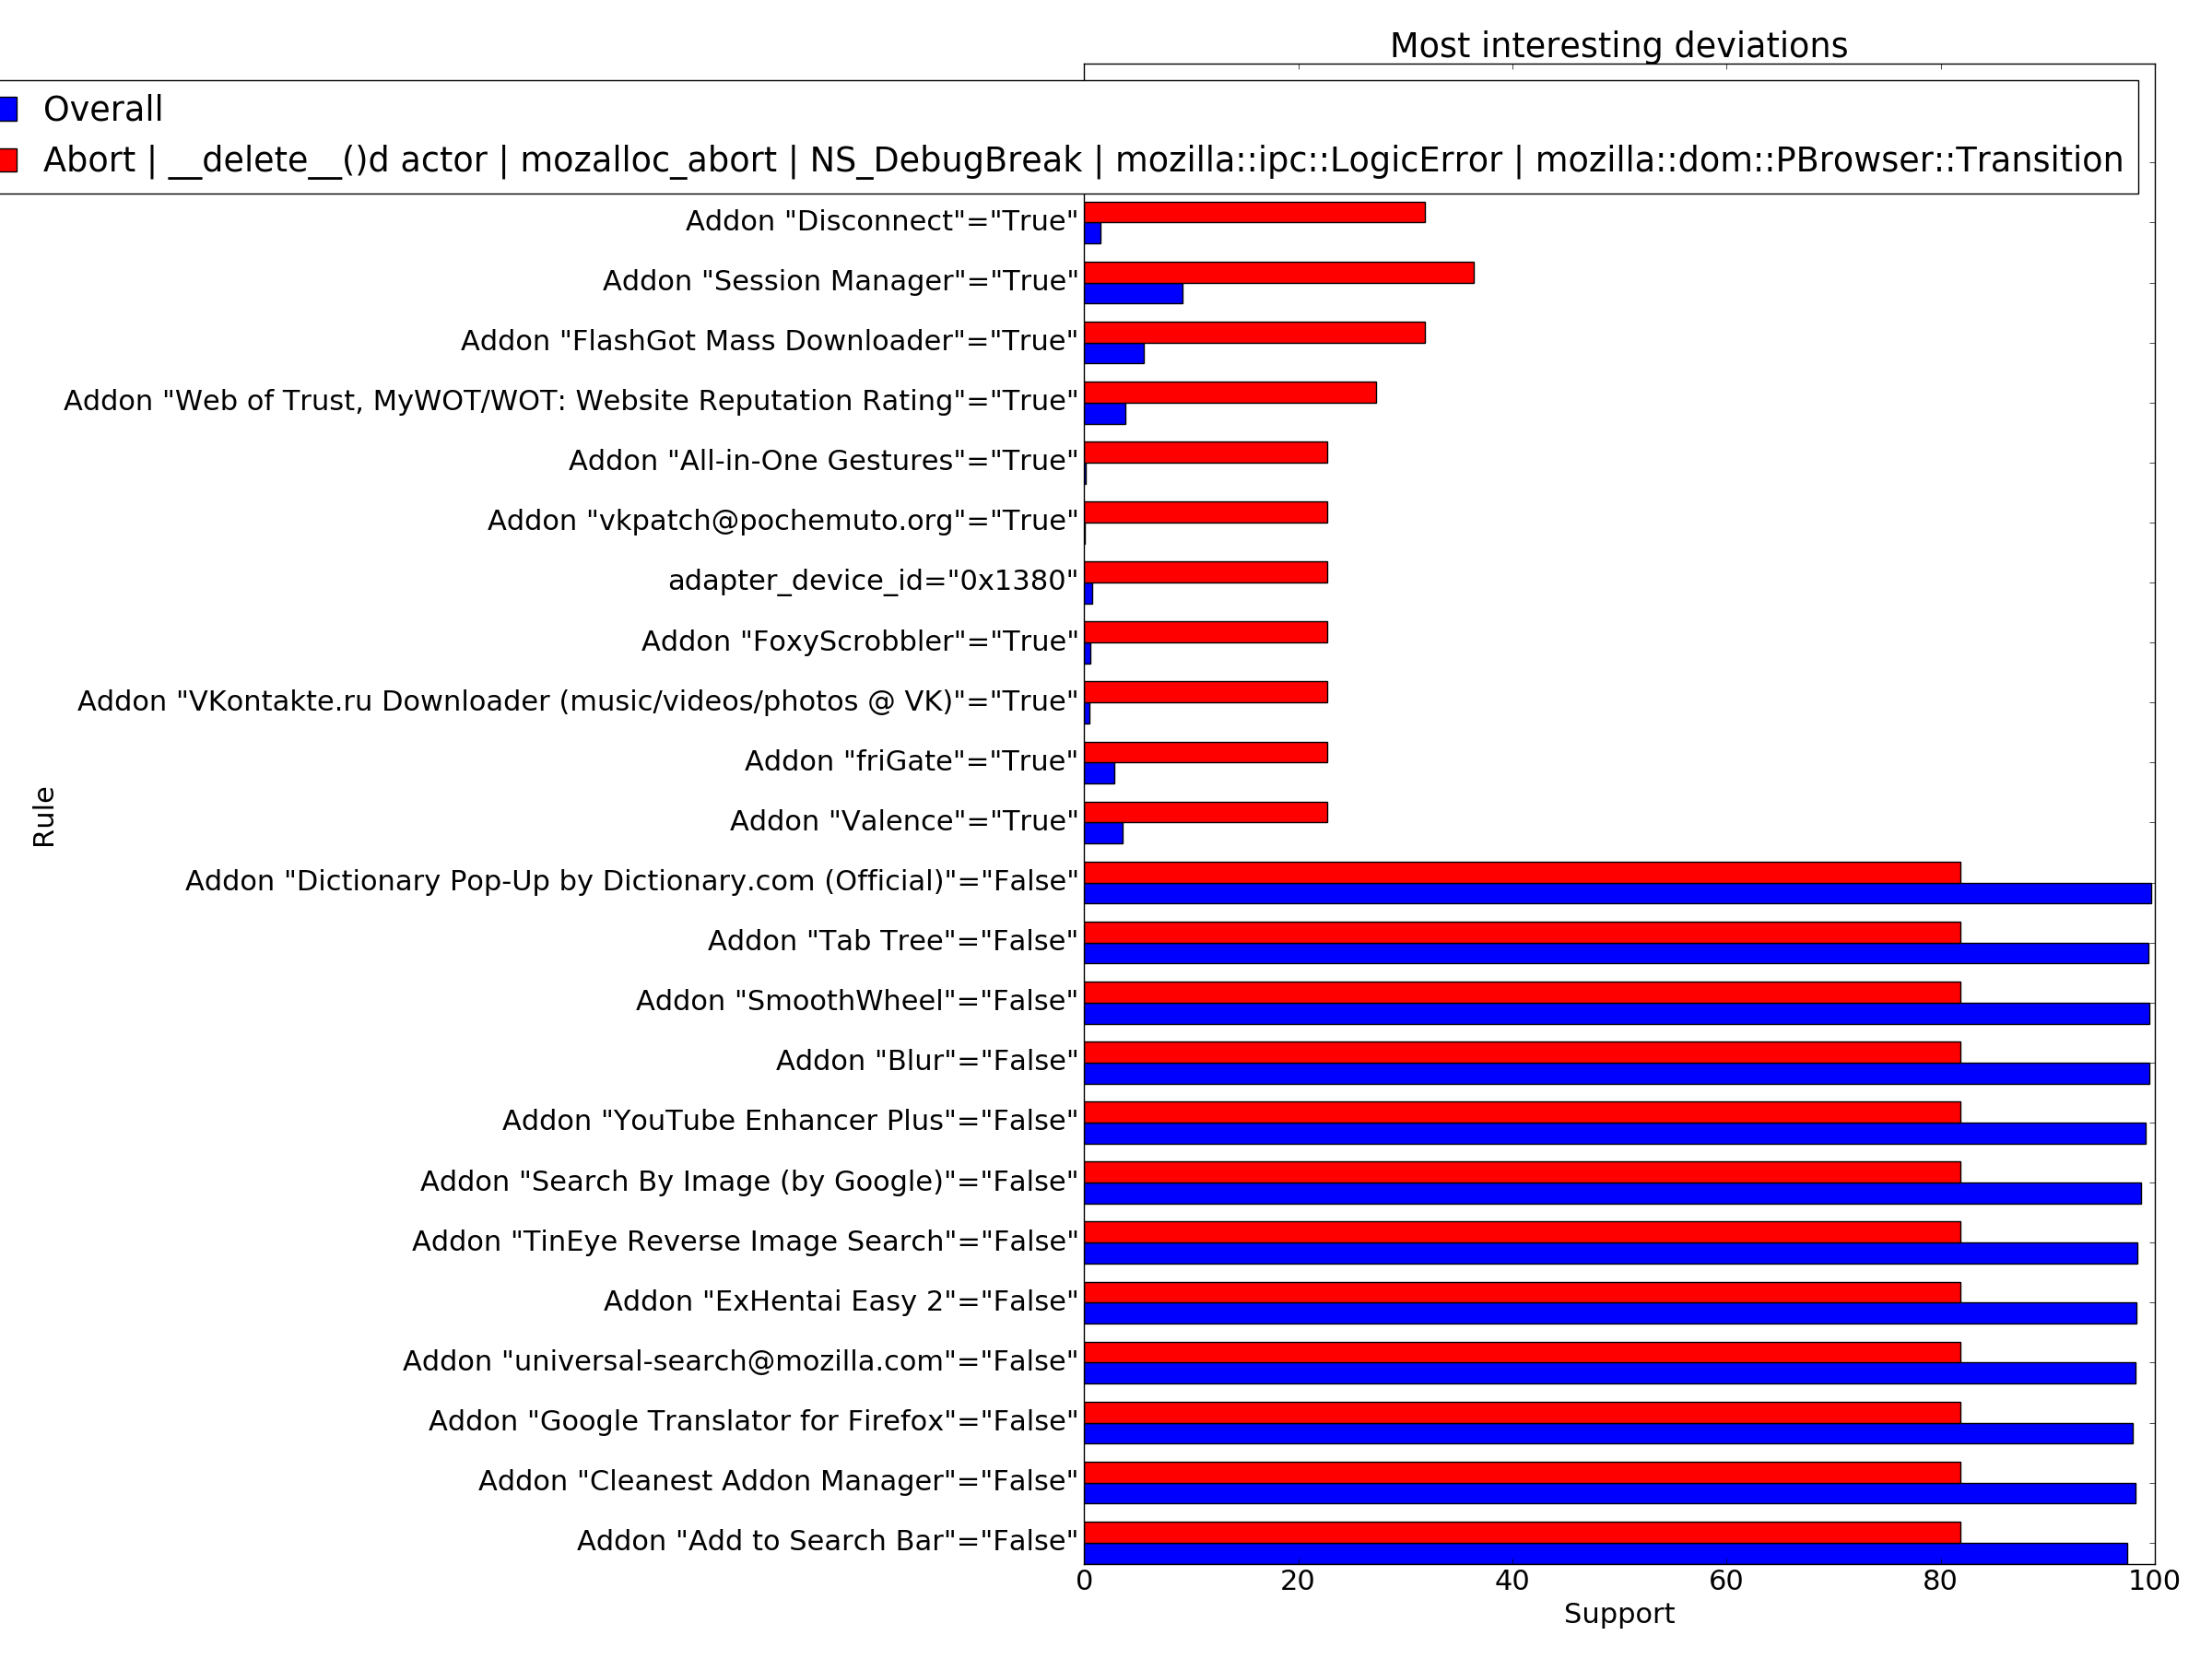 Most interesting deviations
Overall
Abort | __delete__()d actor | mozalloc_abort | NS_DebugBreak | mozilla::ipc::LogicError | mozilla::dom::PBrowser::Transition
Addon "Disconnect"="True"
Addon "Session Manager"="True"
Addon "FlashGot Mass Downloader"="True"
Addon "Web of Trust, MyWOT/WOT: Website Reputation Rating"="True"
Addon "All-in-One Gestures"="True"
Addon "vkpatch@pochemuto.org"="True"
adapter_device_id="0x1380"
Addon "FoxyScrobbler"="True"
Addon "VKontakte.ru Downloader (music/videos/photos @ VK)"="True"
Addon "friGate"="True"
Addon "Valence"="True"
Addon "Dictionary Pop-Up by Dictionary.com (Official)"="False"
Addon "Tab Tree"="False"
Addon "SmoothWheel"="False"
Addon "Blur"="False"
Addon "YouTube Enhancer Plus"="False"
Addon "Search By Image (by Google)"="False"
Addon "TinEye Reverse Image Search"="False"
Addon "ExHentai Easy 2"="False"
Addon "universal-search@mozilla.com"="False"
Addon "Google Translator for Firefox"="False"
Addon "Cleanest Addon Manager"="False"
Addon "Add to Search Bar"="False"
Rule
0 20 40 60 80 100
Support